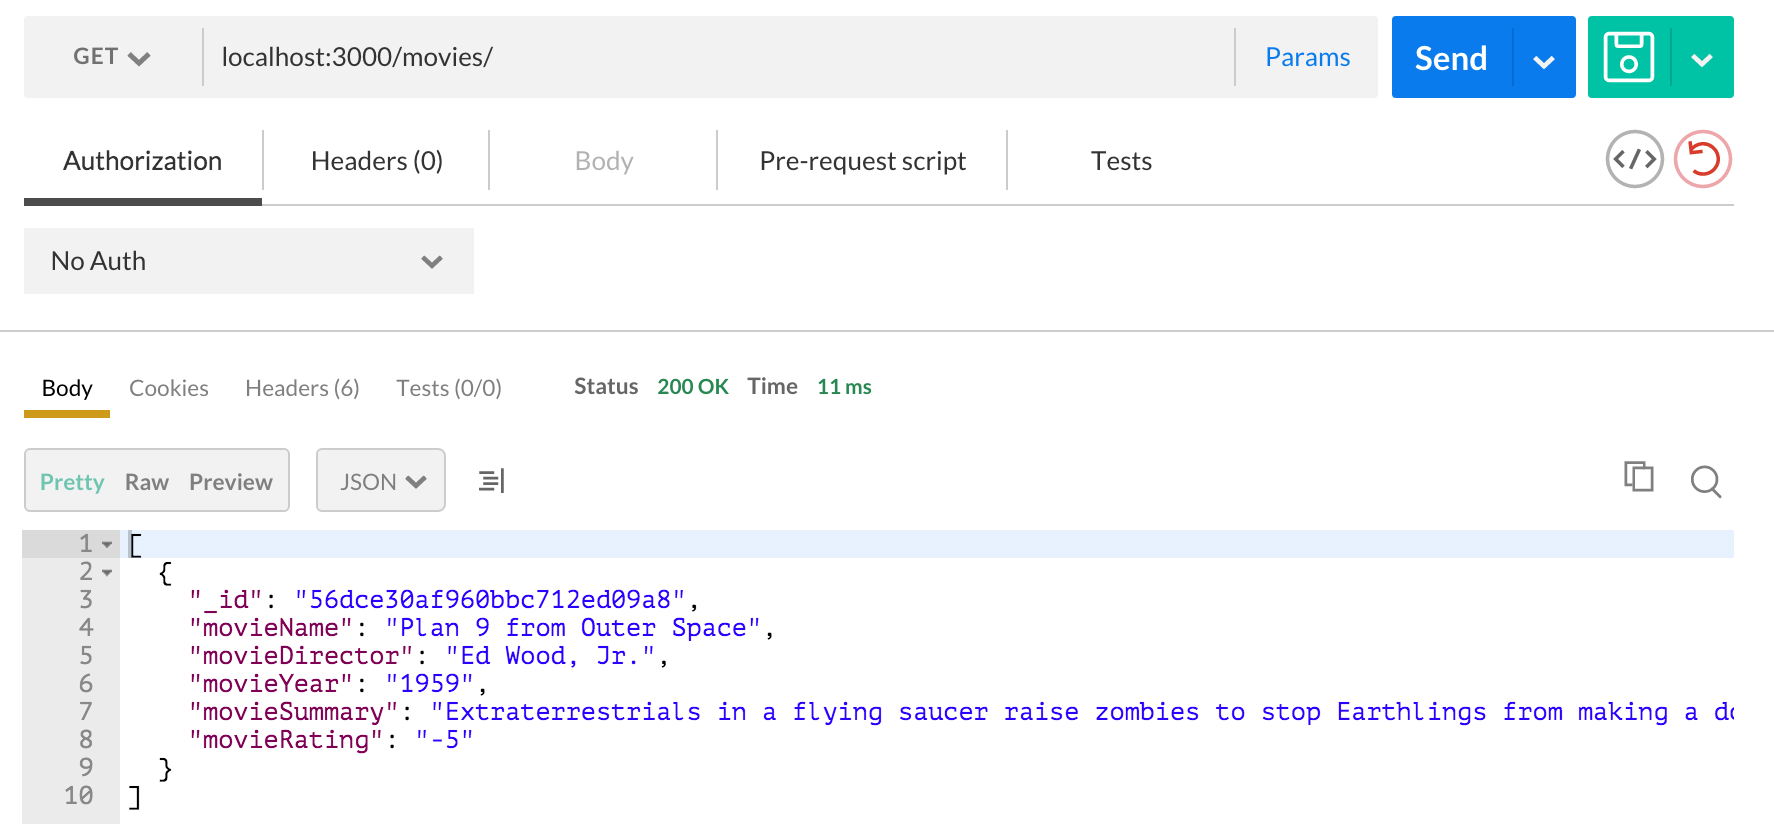 GET localhost:3000/movies/ Params Send
Authorization Headers (0) Body Pre-request script Tests </>
No Auth
Body Cookies Headers (6) Tests (0/0) Status 200 OK Time 11 ms
Pretty Raw Preview JSON
1 [
2 {
3 "_id": "56dce30af960bbc712ed09a8",
4 "movieName": "Plan 9 from Outer Space",
5 "movieDirector": "Ed Wood, Jr.",
6 "movieYear": "1959",
7 "movieSummary": "Extraterrestrials in a flying saucer raise zombies to stop Earthlings from making a
8 "movieRating": "-5"
9 }
10 ]